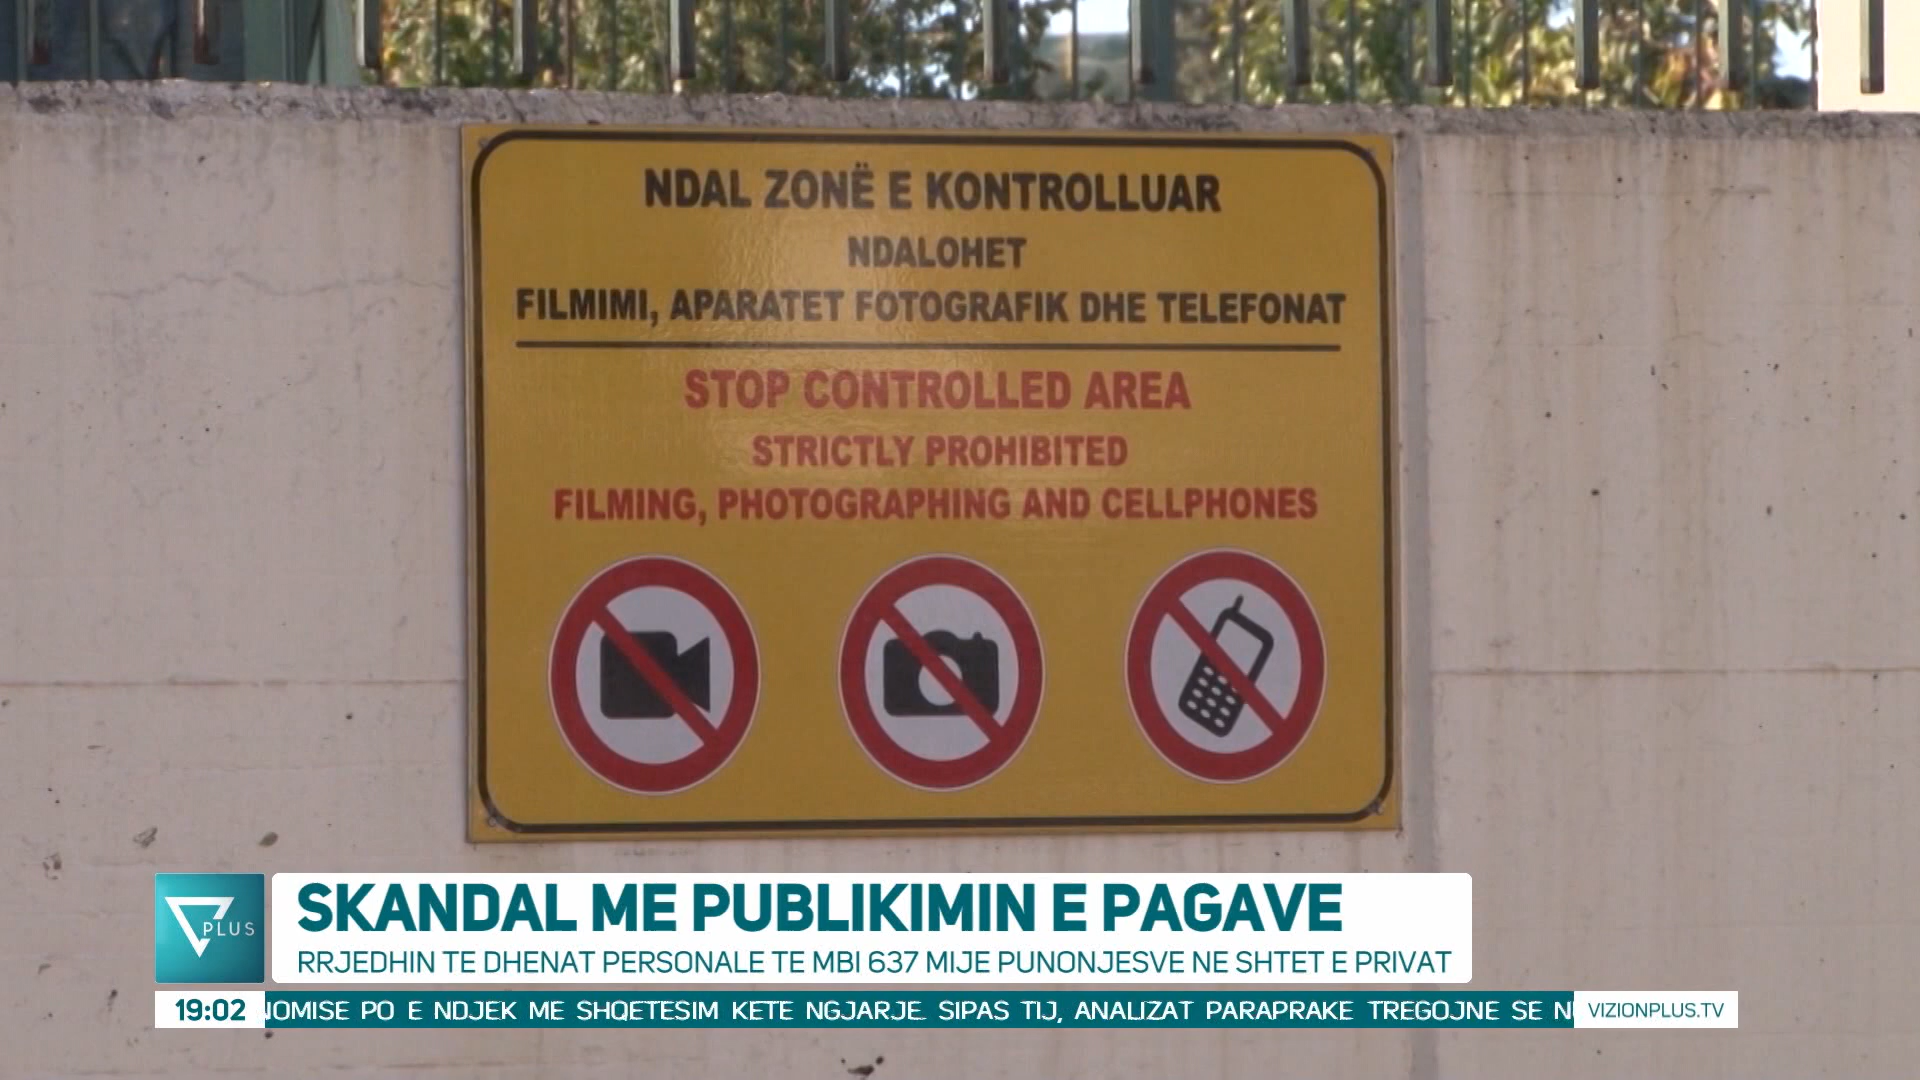 NDAL ZONË E KONTROLLUAR
NDALOHET
FILMIMI, APARATET FOTOGRAFIK DHE TELEFONAT
STOP CONTROLLED AREA
STRICTLY PROHIBITED
FILMING, PHOTOGRAPHING AND CELLPHONES
PLUS
SKANDAL ME PUBLIKIMIN E PAGAVE
RRJEDHIN TE DHENAT PERSONALE TE MBI 637 MIJE PUNONJESVE NE SHTET E PRIVAT
19:02 NOMISE PO E NDJEK ME SHQETESIM KETE NGJARJE. SIPAS TIJ, ANALIZAT PARAPRAKE TREGOJNE SE VIZIONPLUS.TV